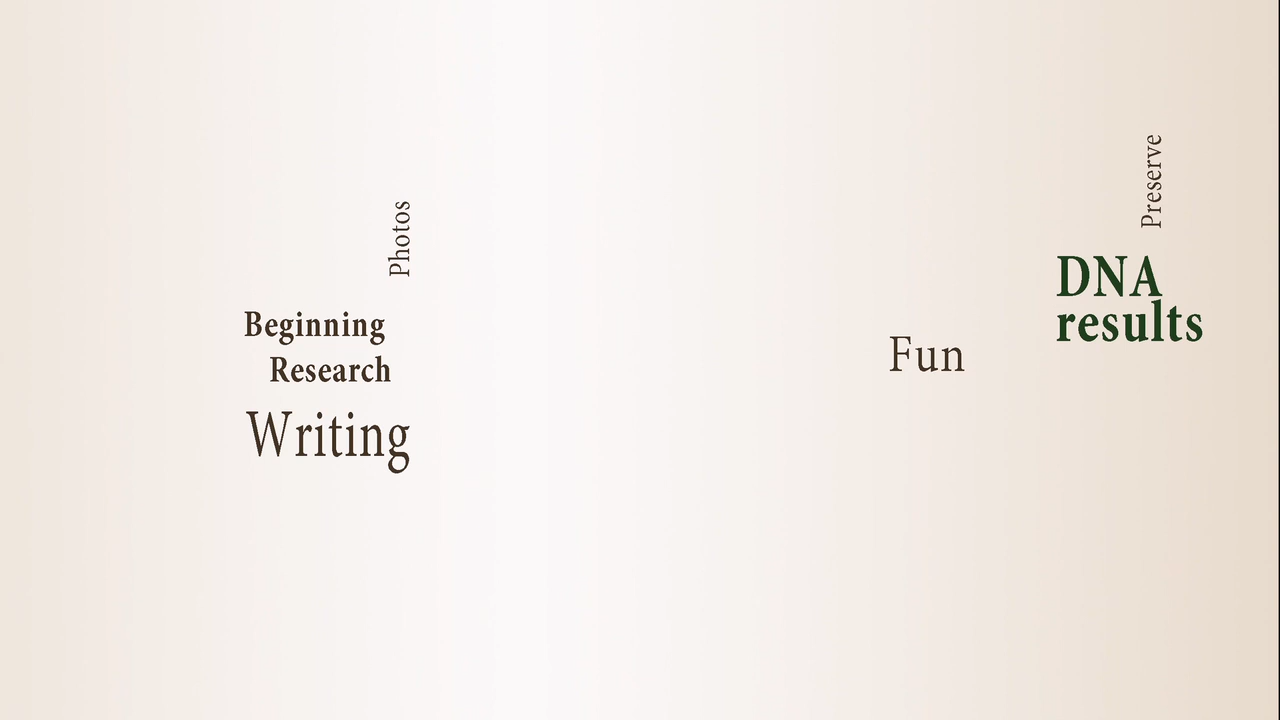 Photos
Beginning
Research
Writing
Fun
Preserve
DNA
results